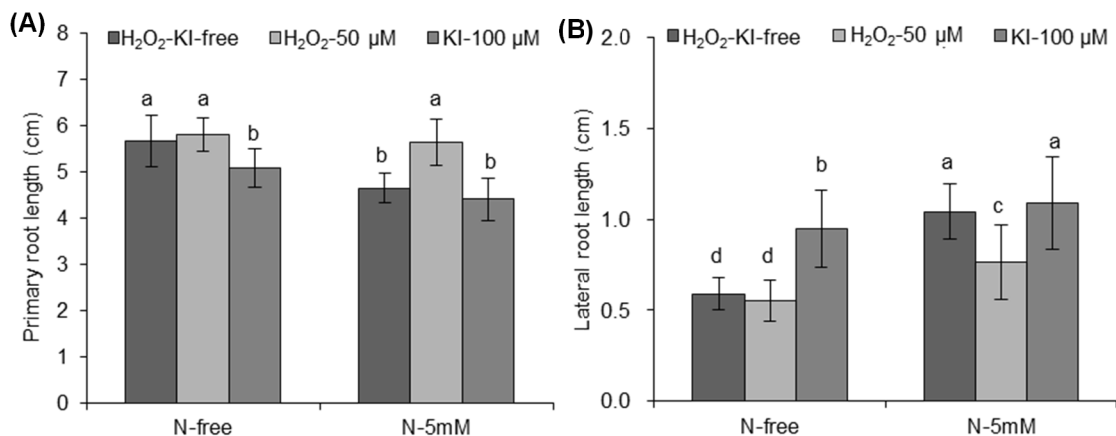 (A)
H₂O₂-KI-free H₂O₂-50 µM KI-100 µM
Primary root length (cm)
8
7
6
5
4
3
2
1
0
a a b
b a b
N-free N-5mM
(B)
H₂O₂-KI-free H₂O₂-50 µM KI-100 µM
Lateral root length (cm)
2.0
1.5
1.0
0.5
0.0
d d b
a c a
N-free N-5mM